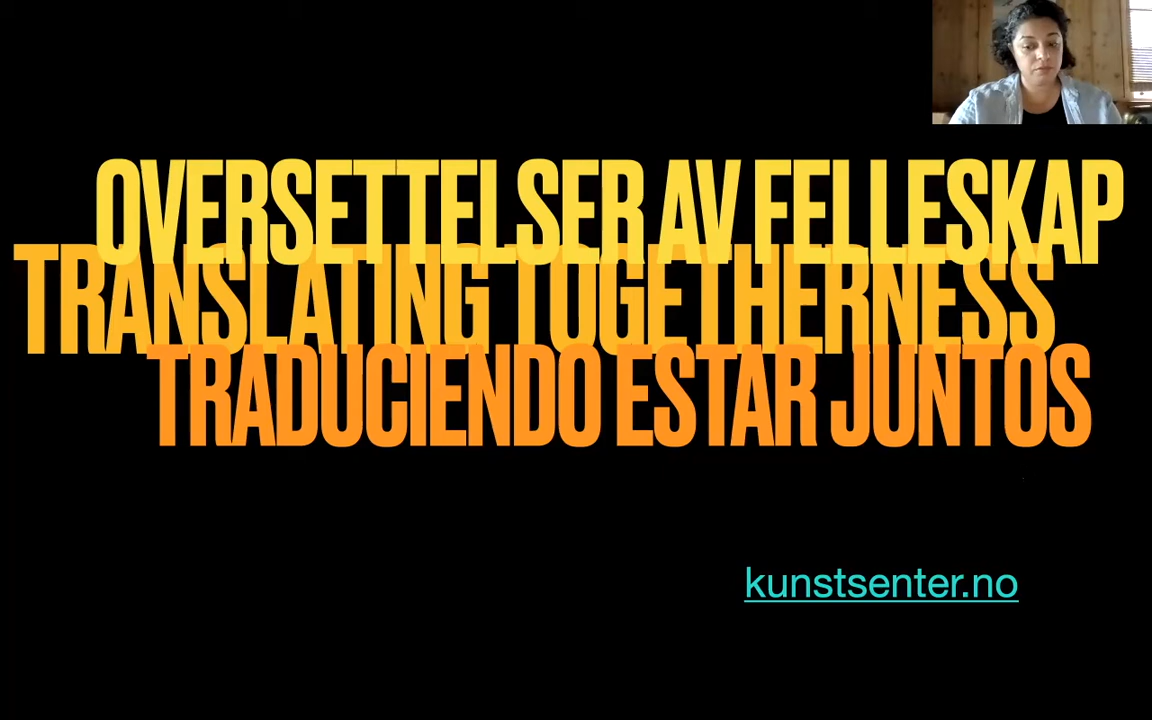 OVERSETTELSER AV FELLESKAP
TRANSLATING TOGETHERNESS
TRADUCIENDO ESTAR JUNTOS
kunstsenter.no